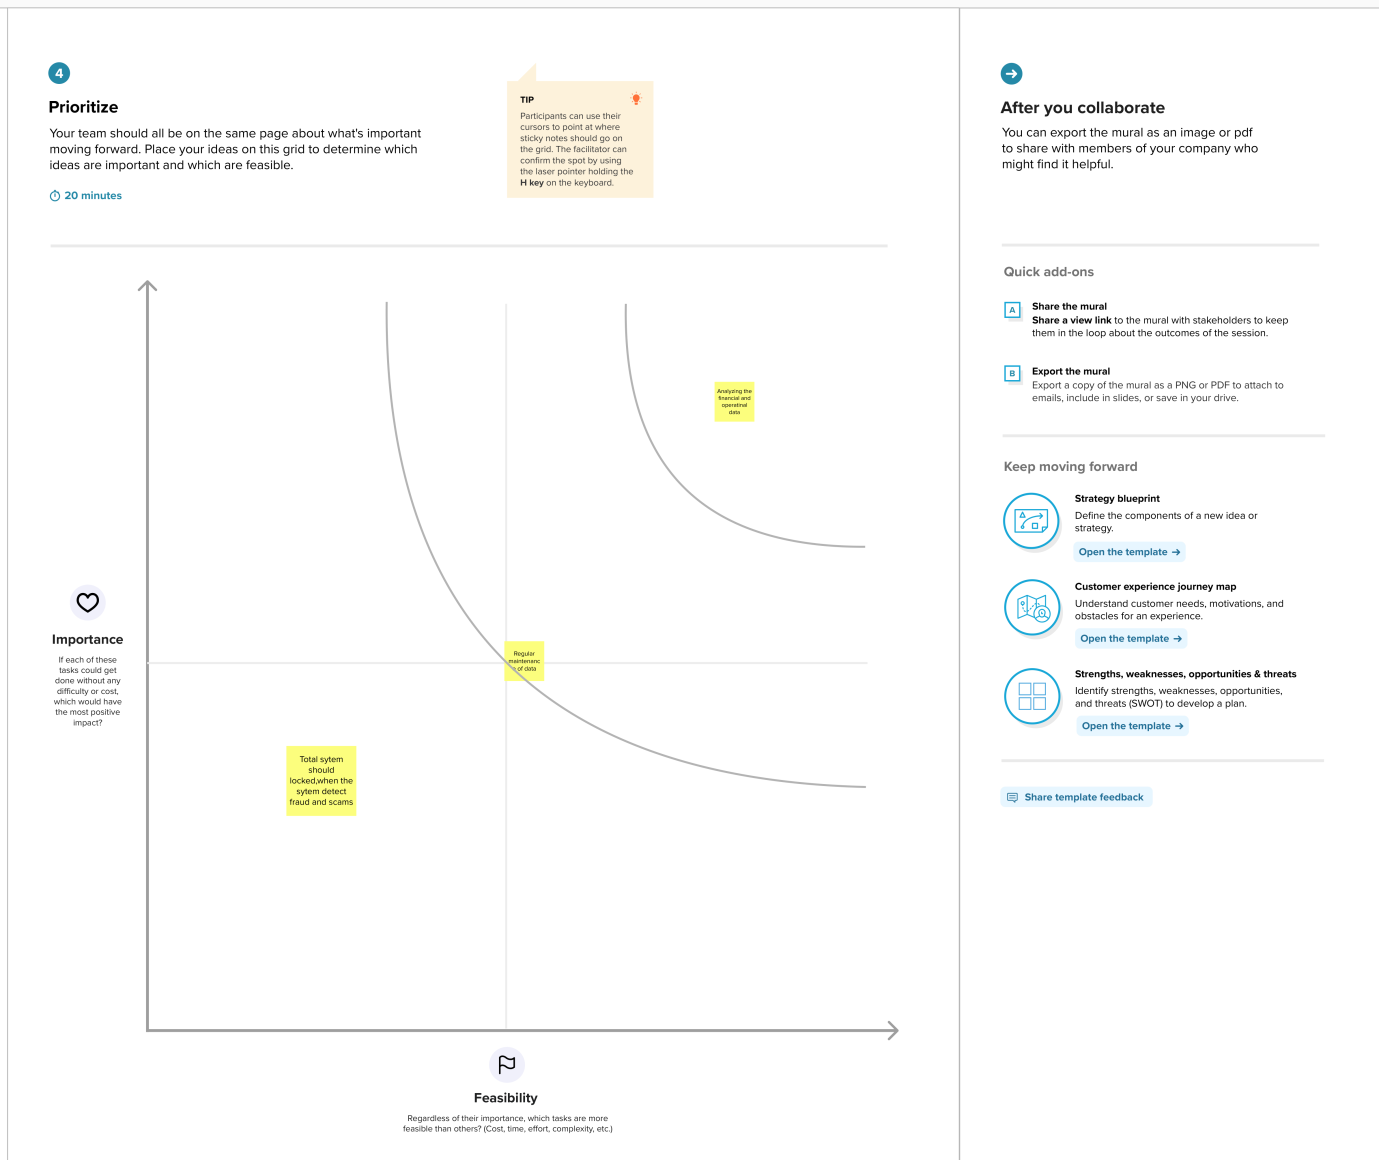 4
Prioritize
Your team should all be on the same page about what's important
moving forward. Place your ideas on this grid to determine which
ideas are important and which are feasible.
20 minutes
TIP
Participants can use their
cursors to point at where
sticky notes should go on
the grid. The facilitator can
confirm the spot by using
the laser pointer holding the
H key on the keyboard.
Analyzing the
financial and
operatinal
data
Regular
maintenanc
e of data
Total sytem
should
locked,when the
sytem detect
fraud and scams
Importance
If each of these
tasks could get
done without any
difficulty or cost,
which would have
the most positive
impact?
Feasibility
Regardless of their importance, which tasks are more
feasible than others? (Cost, time, effort, complexity, etc.)
After you collaborate
You can export the mural as an image or pdf
to share with members of your company who
might find it helpful.
Quick add-ons
A
Share the mural
Share a view link to the mural with stakeholders to keep
them in the loop about the outcomes of the session.
B
Export the mural
Export a copy of the mural as a PNG or PDF to attach to
emails, include in slides, or save in your drive.
Keep moving forward
Strategy blueprint
Define the components of a new idea or
strategy.
Open the template →
Customer experience journey map
Understand customer needs, motivations, and
obstacles for an experience.
Open the template →
Strengths, weaknesses, opportunities & threats
Identify strengths, weaknesses, opportunities,
and threats (SWOT) to develop a plan.
Open the template →
Share template feedback